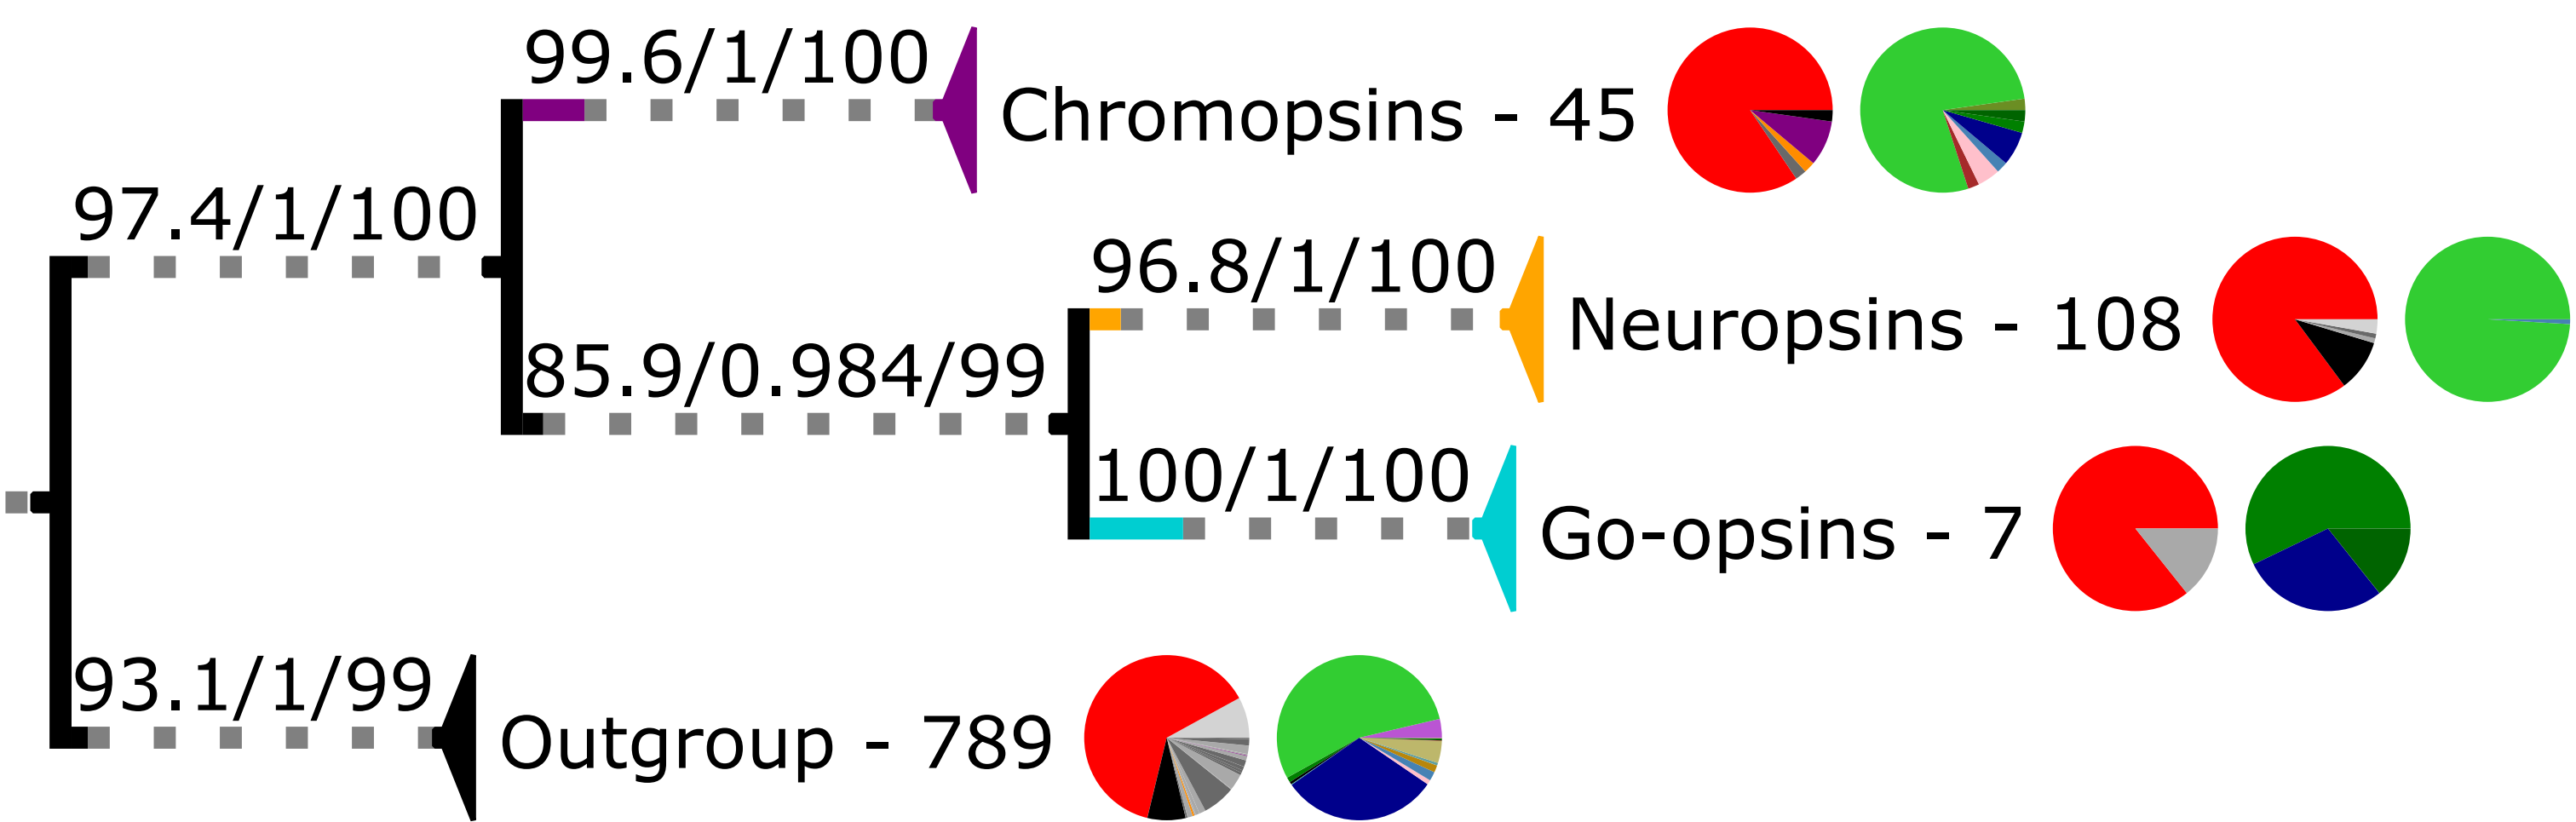 99.6/1/100
Chromopsins - 45
97.4/1/100
96.8/1/100
Neuropsins - 108
85.9/0.984/99
100/1/100
Go-opsins - 7
93.1/1/99
Outgroup - 789